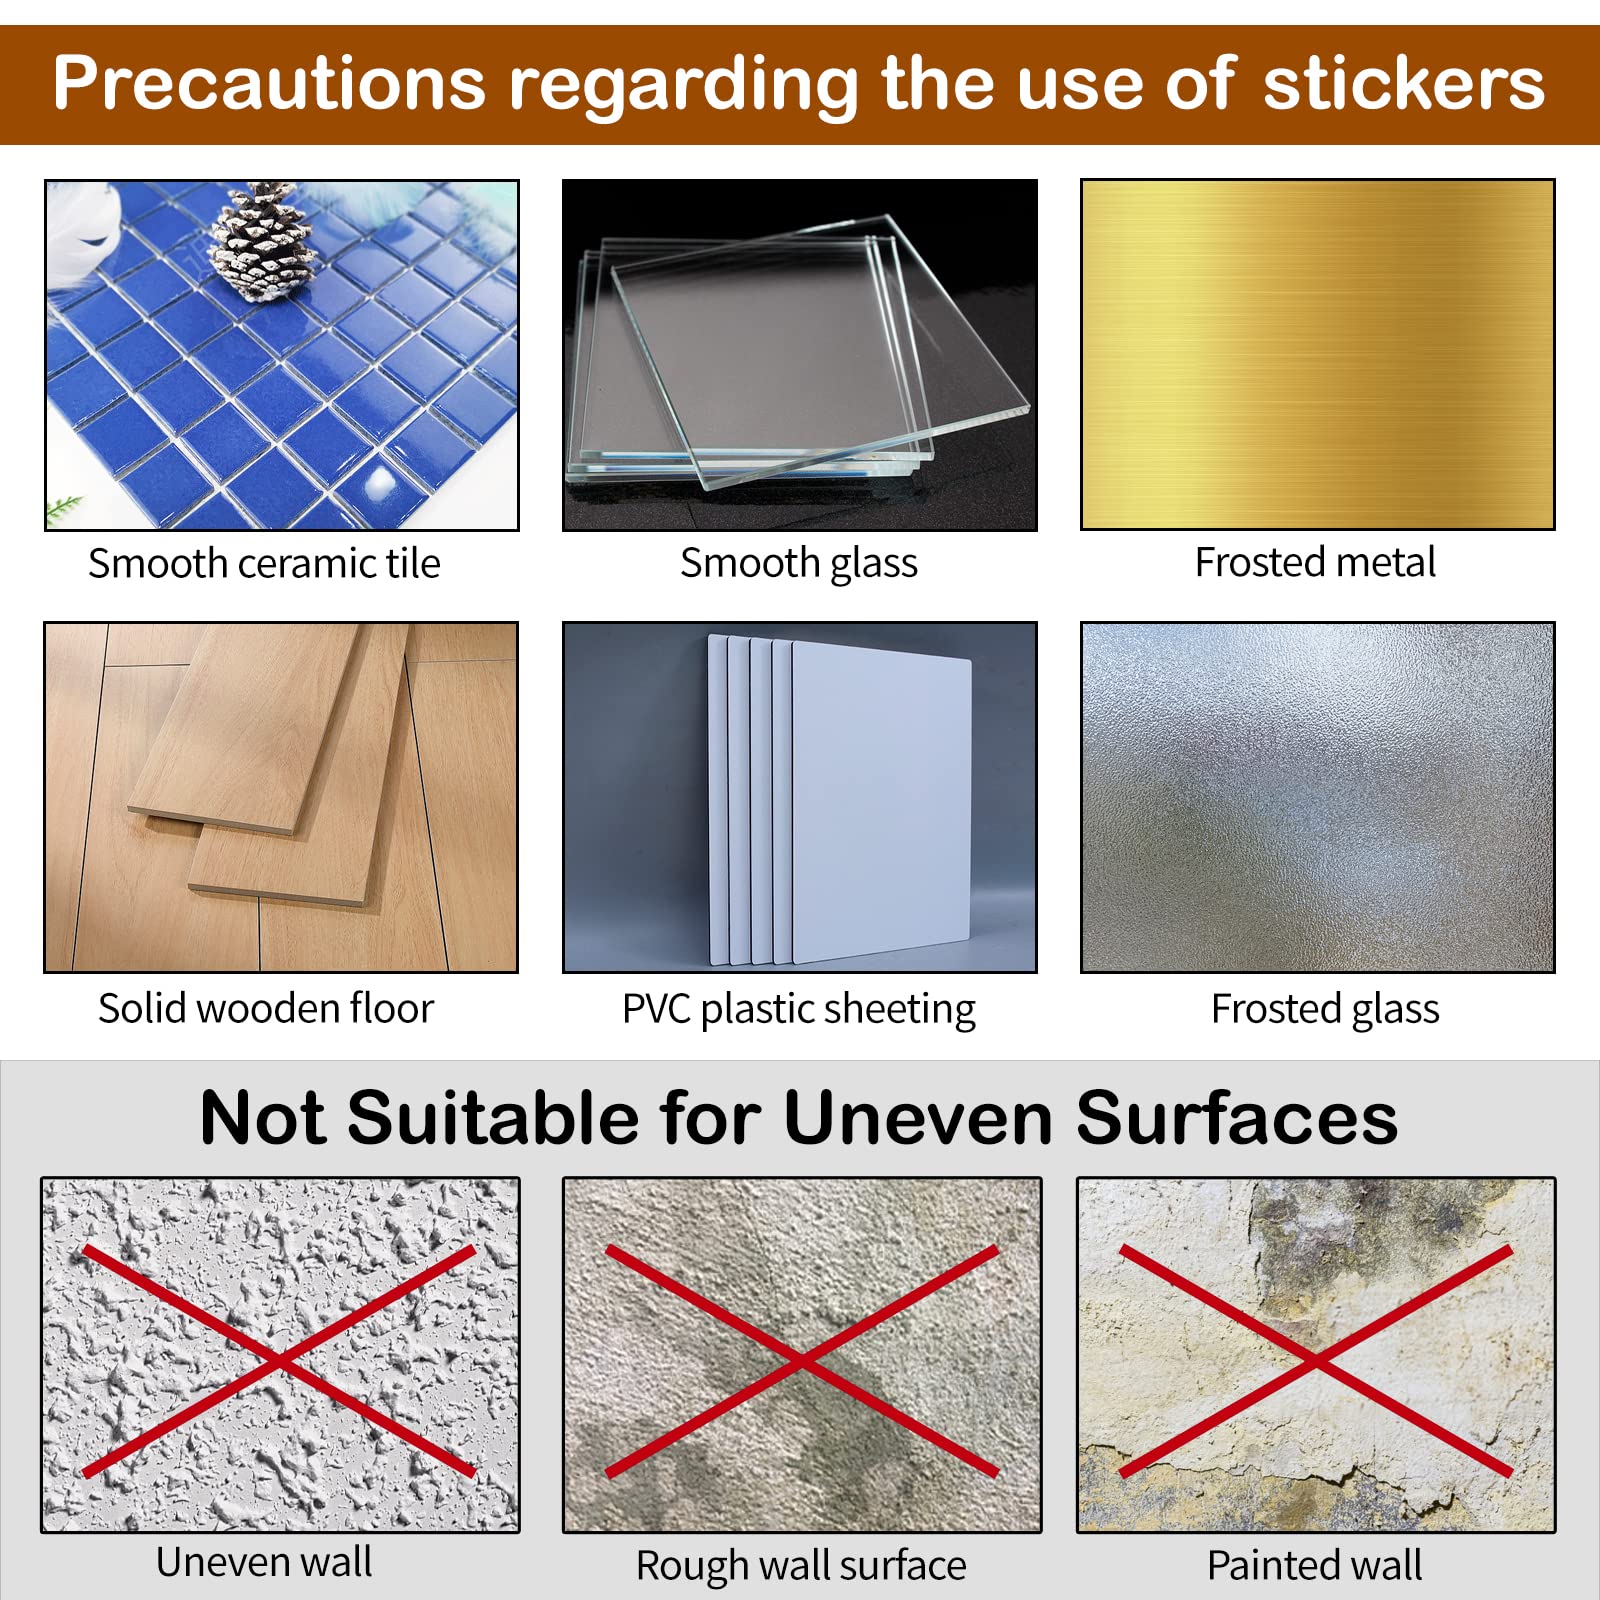 Precautions regarding the use of stickers
Smooth ceramic tile
Smooth glass
Frosted metal
Solid wooden floor
PVC plastic sheeting
Frosted glass
Not Suitable for Uneven Surfaces
Uneven wall
Rough wall surface
Painted wall